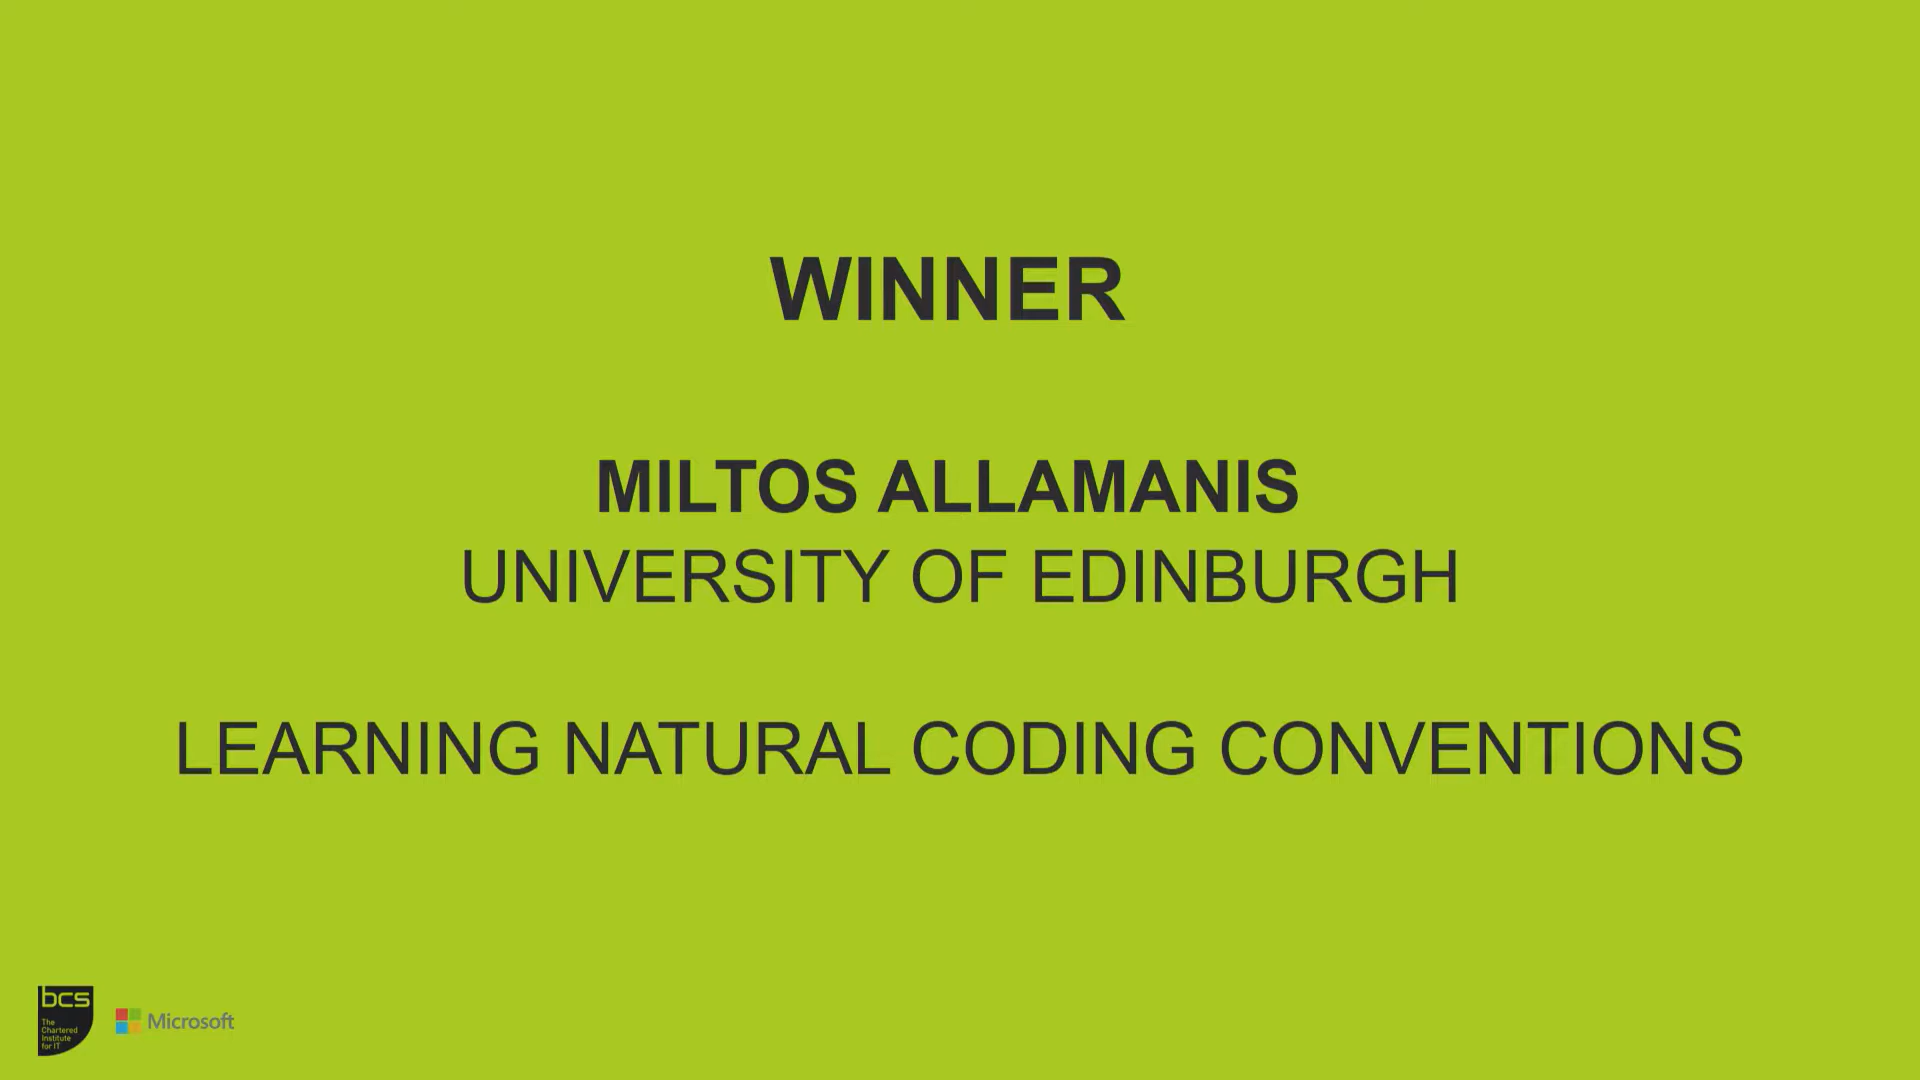 WINNER
MILTOS ALLAMANIS
UNIVERSITY OF EDINBURGH
LEARNING NATURAL CODING CONVENTIONS
bcs
The
Chartered
Institute
for IT
Microsoft